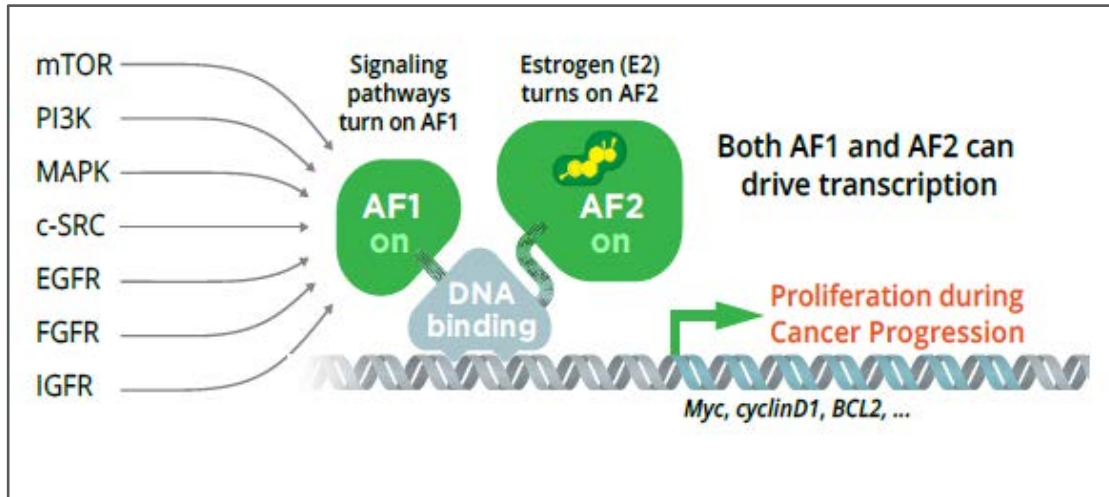 mTOR
PI3K
MAPK
c-SRC
EGFR
FGFR
IGFR
Signaling
pathways
turn on AF1
Estrogen (E2)
turns on AF2
AF1
on
AF2
on
DNA
binding
Both AF1 and AF2 can
drive transcription
Proliferation during
Cancer Progression
Myc, cyclinD1, BCL2, ...